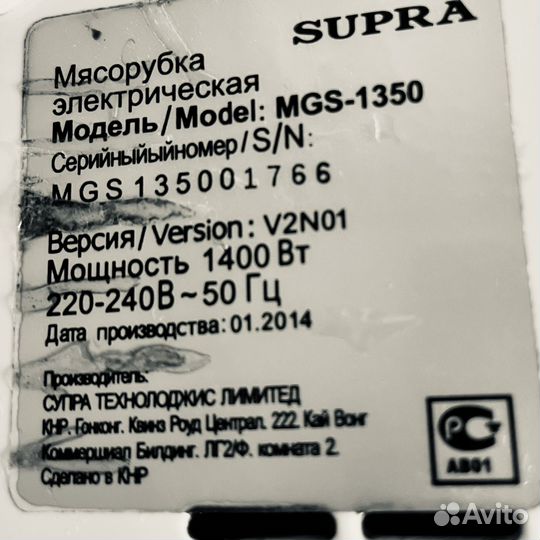 SUPRA
Мясорубка
электрическая
Модель/Model: MGS-1350
Серийныйыйномер/S/N:
MGS135001766
Версия/Version: V2N01
Мощность 1400 Вт
220-240В ~ 50 Гц
Дата производства: 01.2014
Производитель:
СУПРА ТЕХНОЛОДЖИС ЛИМИТЕД
КНР. Гонконг. Квинз Роуд Централ. 222. Кай Вонг
Коммершиал Билдинг. ЛГ2/Ф. комната 2.
Сделано в КНР
РС
АВ01
Avito